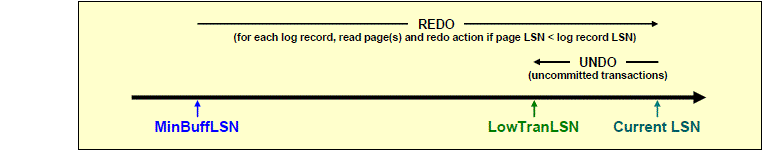 REDO
(for each log record, read page(s) and redo action if page LSN < log record LSN)
UNDO
(uncommitted transactions)
MinBuffLSN LowTranLSN Current LSN